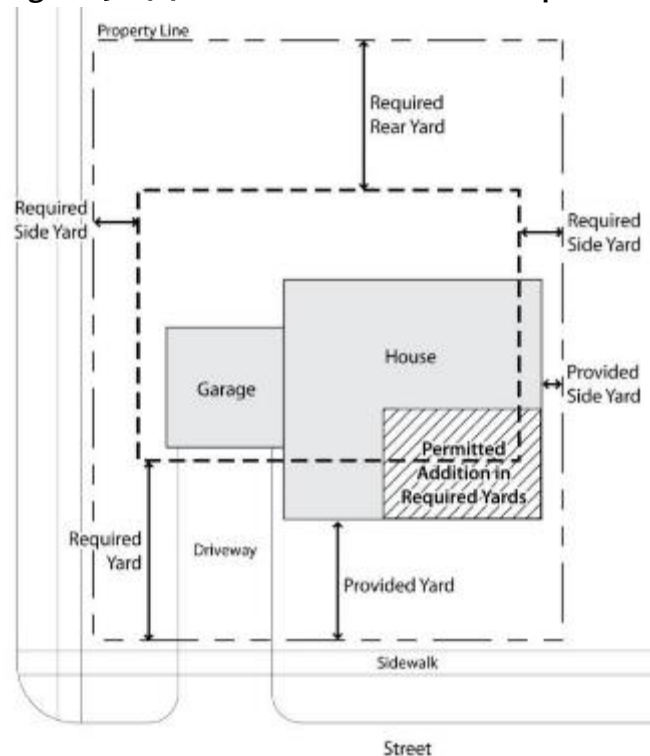 Property Line
Required
Rear Yard
Required
Side Yard
Required
Side Yard
House
Garage
Provided
Side Yard
Permitted
Addition in
Required Yards
Required
Yard
Driveway
Provided Yard
Sidewalk
Street